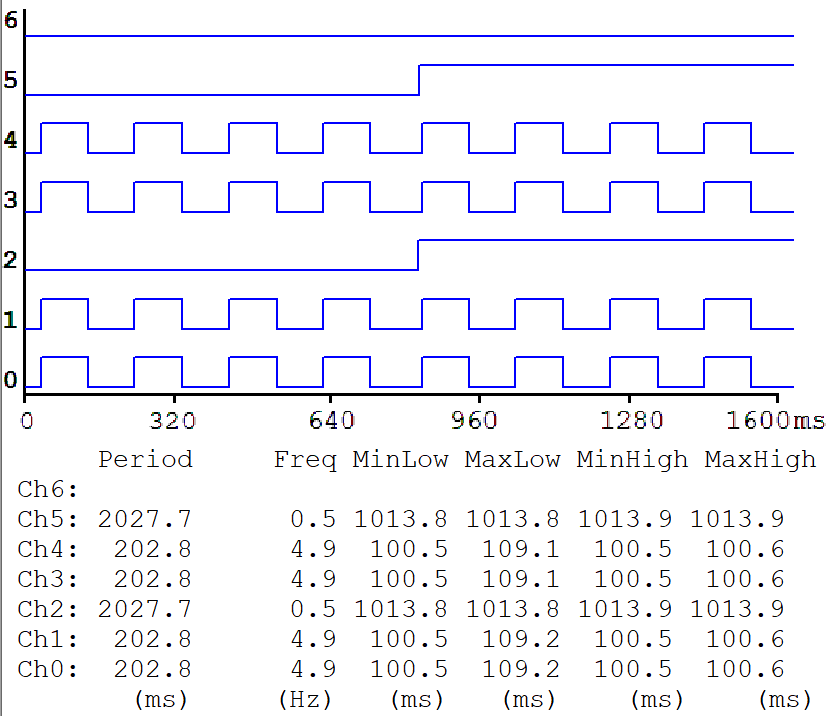 6
5
4
3
2
1
0
0 320 640 960 1280 1600ms
Period Freq MinLow MaxLow MinHigh MaxHigh
Ch6:
Ch5: 2027.7 0.5 1013.8 1013.8 1013.9 1013.9
Ch4: 202.8 4.9 100.5 109.1 100.5 100.6
Ch3: 202.8 4.9 100.5 109.1 100.5 100.6
Ch2: 2027.7 0.5 1013.8 1013.8 1013.9 1013.9
Ch1: 202.8 4.9 100.5 109.2 100.5 100.6
Ch0: 202.8 4.9 100.5 109.2 100.5 100.6
(ms) (Hz) (ms) (ms) (ms) (ms)